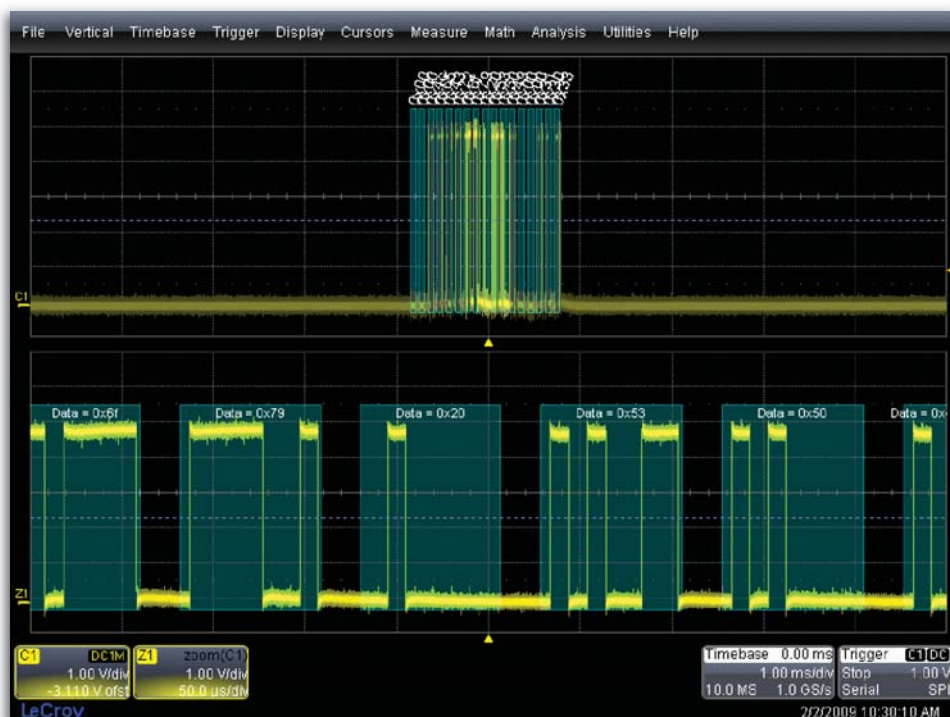 File Vertical Timebase Trigger Display Cursors Measure Math Analysis Utilities Help
C1
Data = 0x6f Data = 0x79 Data = 0x20 Data = 0x53 Data = 0x50 Data = 0x
Z1
C1 DC1M Z1 zoom(C1) Timebase 0.00 ms Trigger C1 DC
1.00 V/div 1.00 V/div 1.00 ms/div Stop 1.00 V
-3.110 V ofst 50.0 µs/div 10.0 MS 1.0 GS/s Serial SPI
LeCroy 2/2/2009 10:30:10 AM